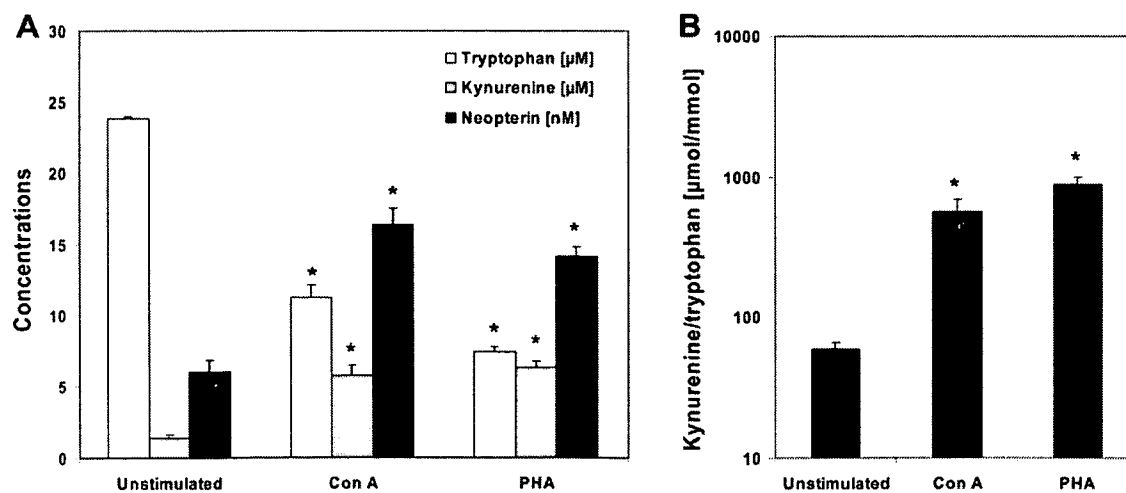 A
30
25
20
15
10
5
0
Concentrations
Tryptophan [µM]
Kynurenine [µM]
Neopterin [nM]
*
*
*
*
*
*
Unstimulated Con A PHA
B
10000
1000
100
10
Kynurenine/tryptophan [µmol/mmol]
*
*
Unstimulated Con A PHA